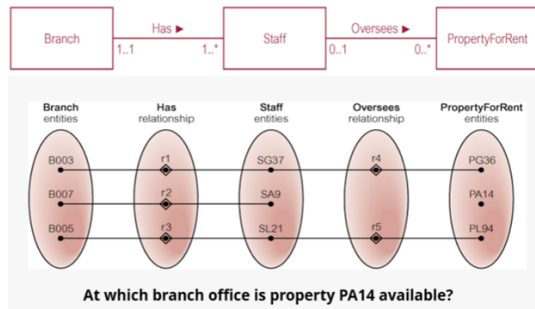 Branch Has ► Staff Oversees ► PropertyForRent
1..1 1..* 0..1 0..*
Branch Has Staff Oversees PropertyForRent
entities relationship entities relationship entities
B003 r1 SG37 r4 PG36
B007 r2 SA9 PA14
B005 r3 SL21 r5 PL94
At which branch office is property PA14 available?